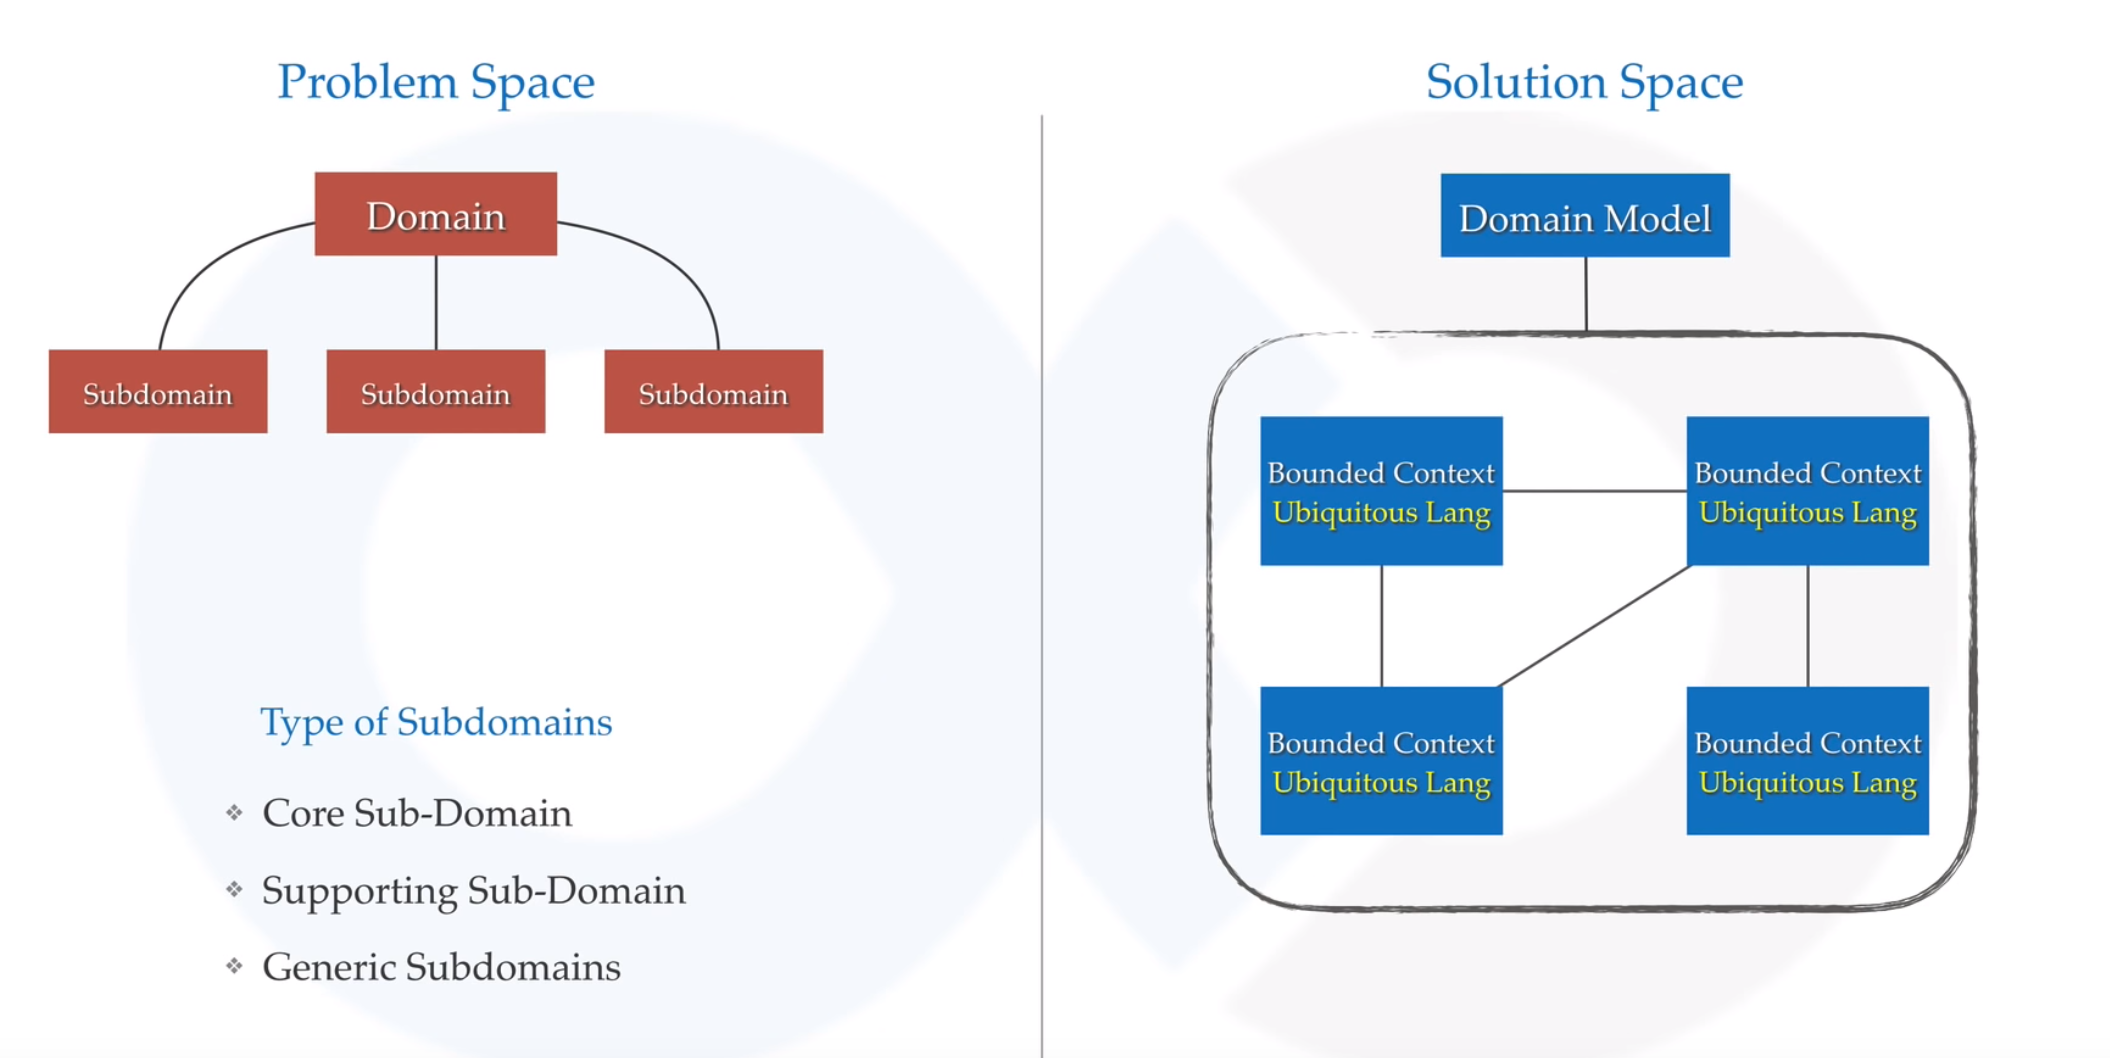 Problem Space
Domain
Subdomain
Subdomain
Subdomain
Type of Subdomains
❖ Core Sub-Domain
❖ Supporting Sub-Domain
❖ Generic Subdomains
Solution Space
Domain Model
Bounded Context
Ubiquitous Lang
Bounded Context
Ubiquitous Lang
Bounded Context
Ubiquitous Lang
Bounded Context
Ubiquitous Lang